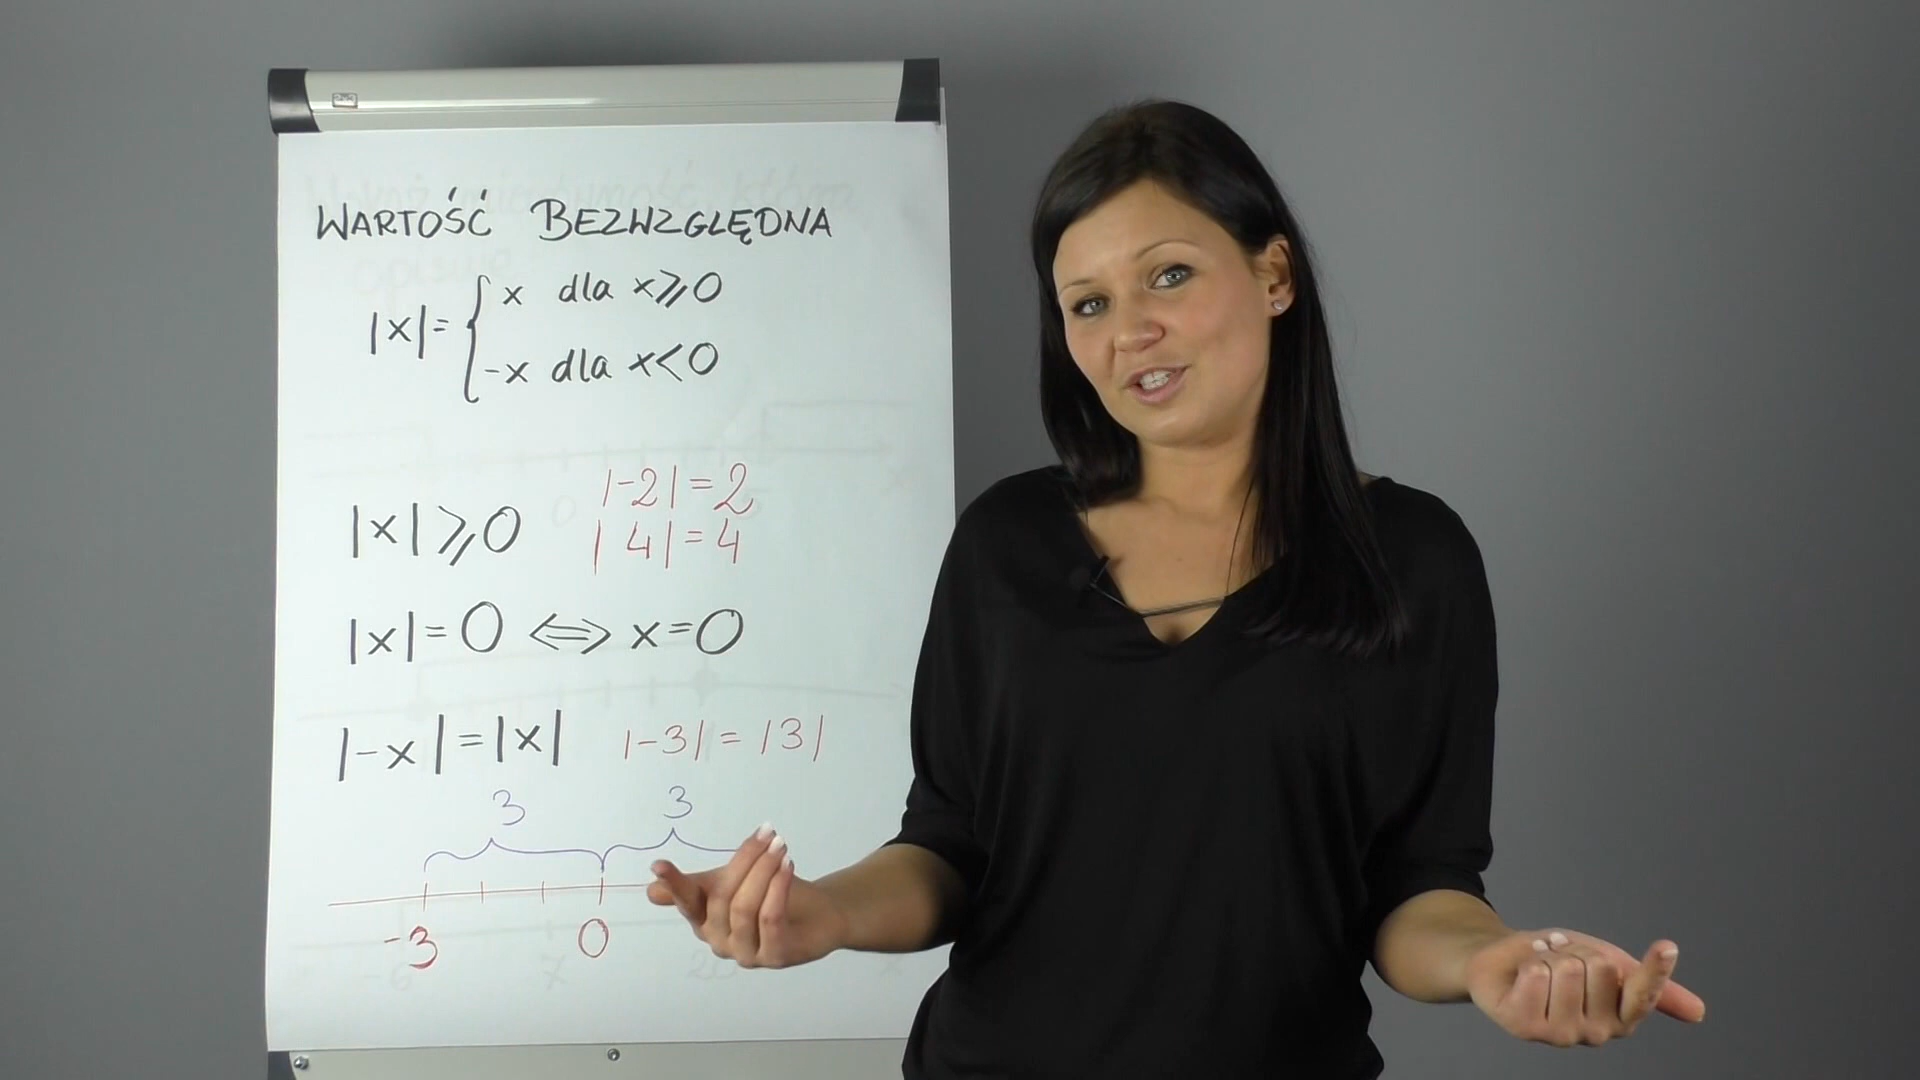 WARTOŚĆ BEZWZGLĘDNA
|x|= { x dla x⩾0
-x dla x<0
|-2|=2
|x|⩾0 |4|=4
|x|=0 ⟺ x=0
|-x|=|x| |-3|=|3|
3 3
-3 0